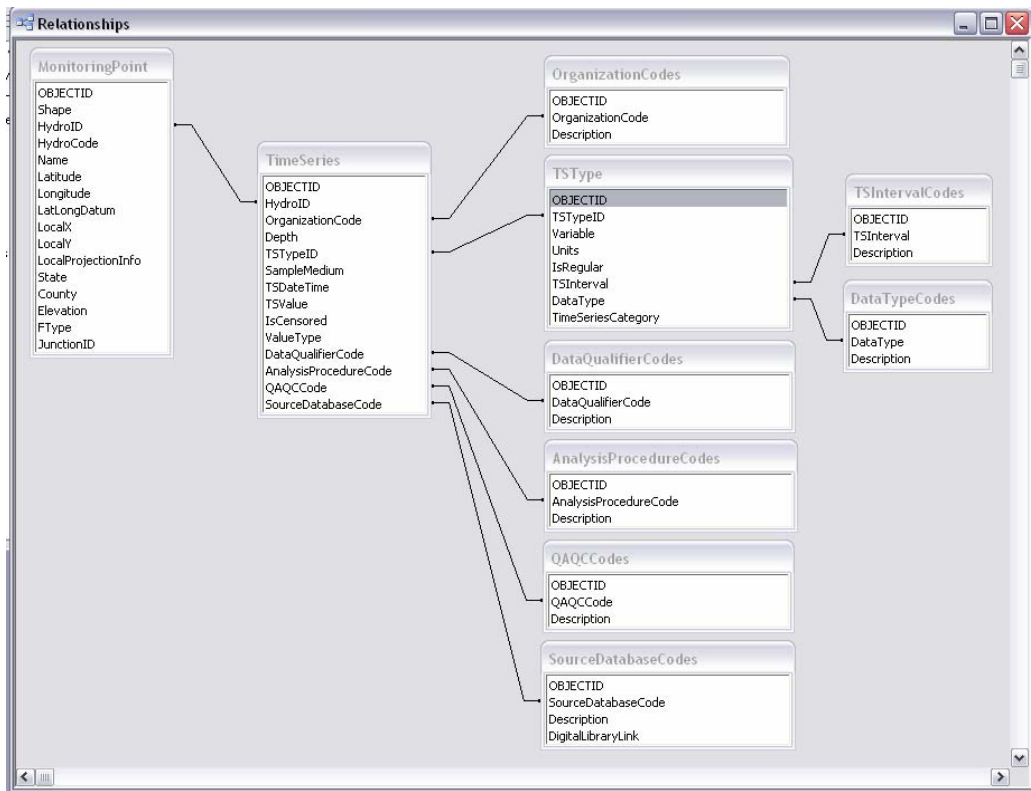 Relationships
MonitoringPoint
OBJECTID
Shape
HydroID
HydroCode
Name
Latitude
Longitude
LatLongDatum
LocalX
LocalY
LocalProjectionInfo
State
County
Elevation
FType
JunctionID
TimeSeries
OBJECTID
HydroID
OrganizationCode
Depth
TSTypeID
SampleMedium
TSDateTime
TSValue
IsCensored
ValueType
DataQualifierCode
AnalysisProcedureCode
QAQCCode
SourceDatabaseCode
OrganizationCodes
OBJECTID
OrganizationCode
Description
TSType
OBJECTID
TSTypeID
Variable
Units
IsRegular
TSInterval
DataType
TimeSeriesCategory
TSIntervalCodes
OBJECTID
TSInterval
Description
DataTypeCodes
OBJECTID
DataType
Description
DataQualifierCodes
OBJECTID
DataQualifierCode
Description
AnalysisProcedureCodes
OBJECTID
AnalysisProcedureCode
Description
QAQCCodes
OBJECTID
QAQCCode
Description
SourceDatabaseCodes
OBJECTID
SourceDatabaseCode
Description
DigitalLibraryLink